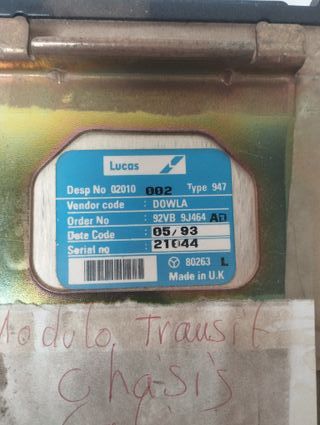 Lucas
Desp No 02010 002 Type 947
Vendor code : DOWLA
Order No : 92VB 9J464 AD
Date Code : 05/93
Serial no 21044
80263 L
Made in U.K
Modulo Transit
Chasis